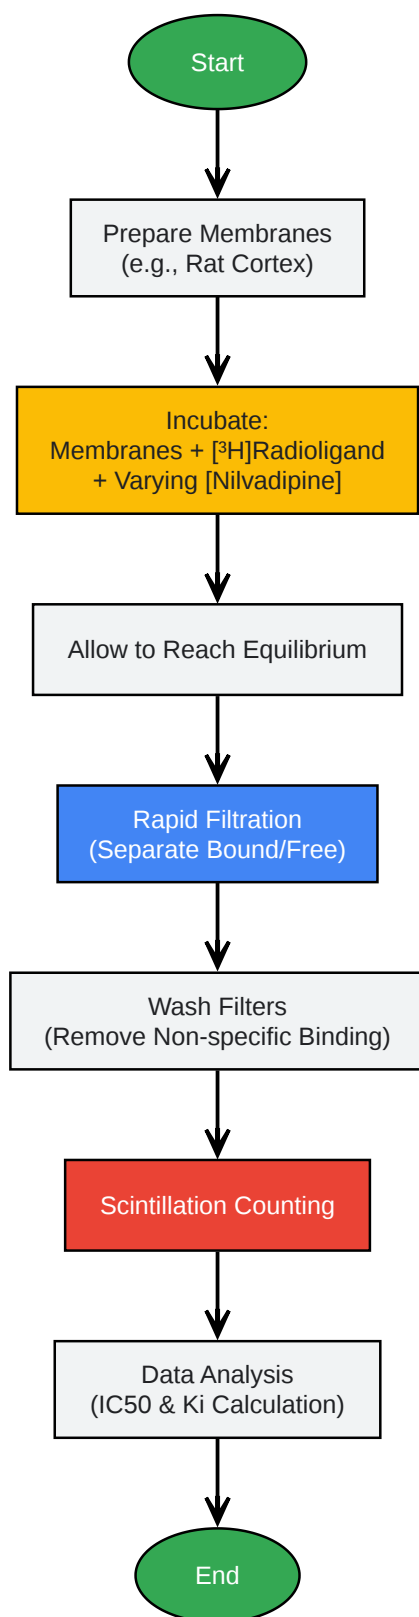 Start
Prepare Membranes
(e.g., Rat Cortex)
Incubate:
Membranes + [³H]Radioligand
+ Varying [Nilvadipine]
Allow to Reach Equilibrium
Rapid Filtration
(Separate Bound/Free)
Wash Filters
(Remove Non-specific Binding)
Scintillation Counting
Data Analysis
(IC50 & Ki Calculation)
End